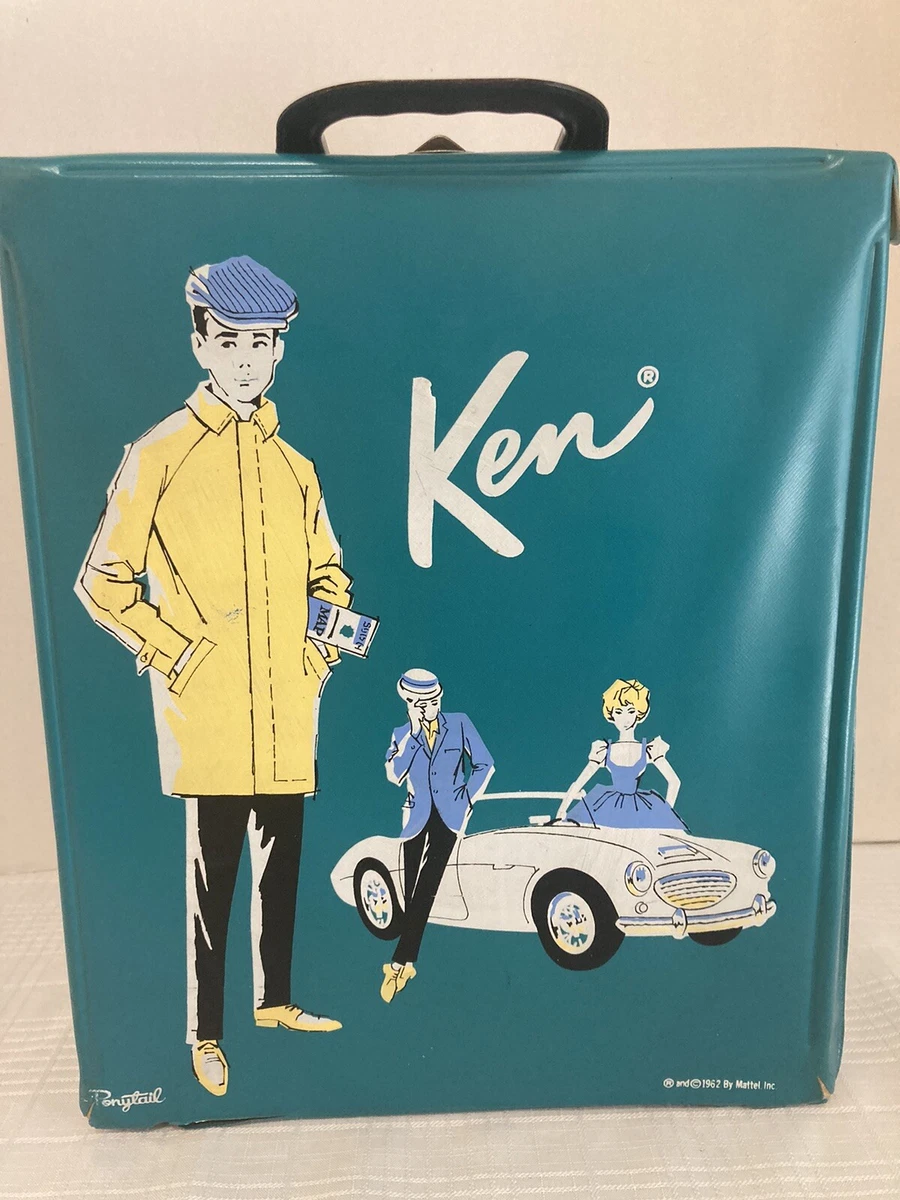 Ken®
MAP
Ponytail
® and © 1962 By Mattel, Inc.